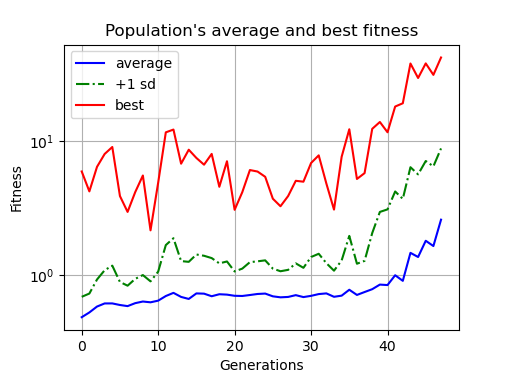 Population's average and best fitness
average
+1 sd
best
Fitness
10¹
10⁰
0 10 20 30 40
Generations